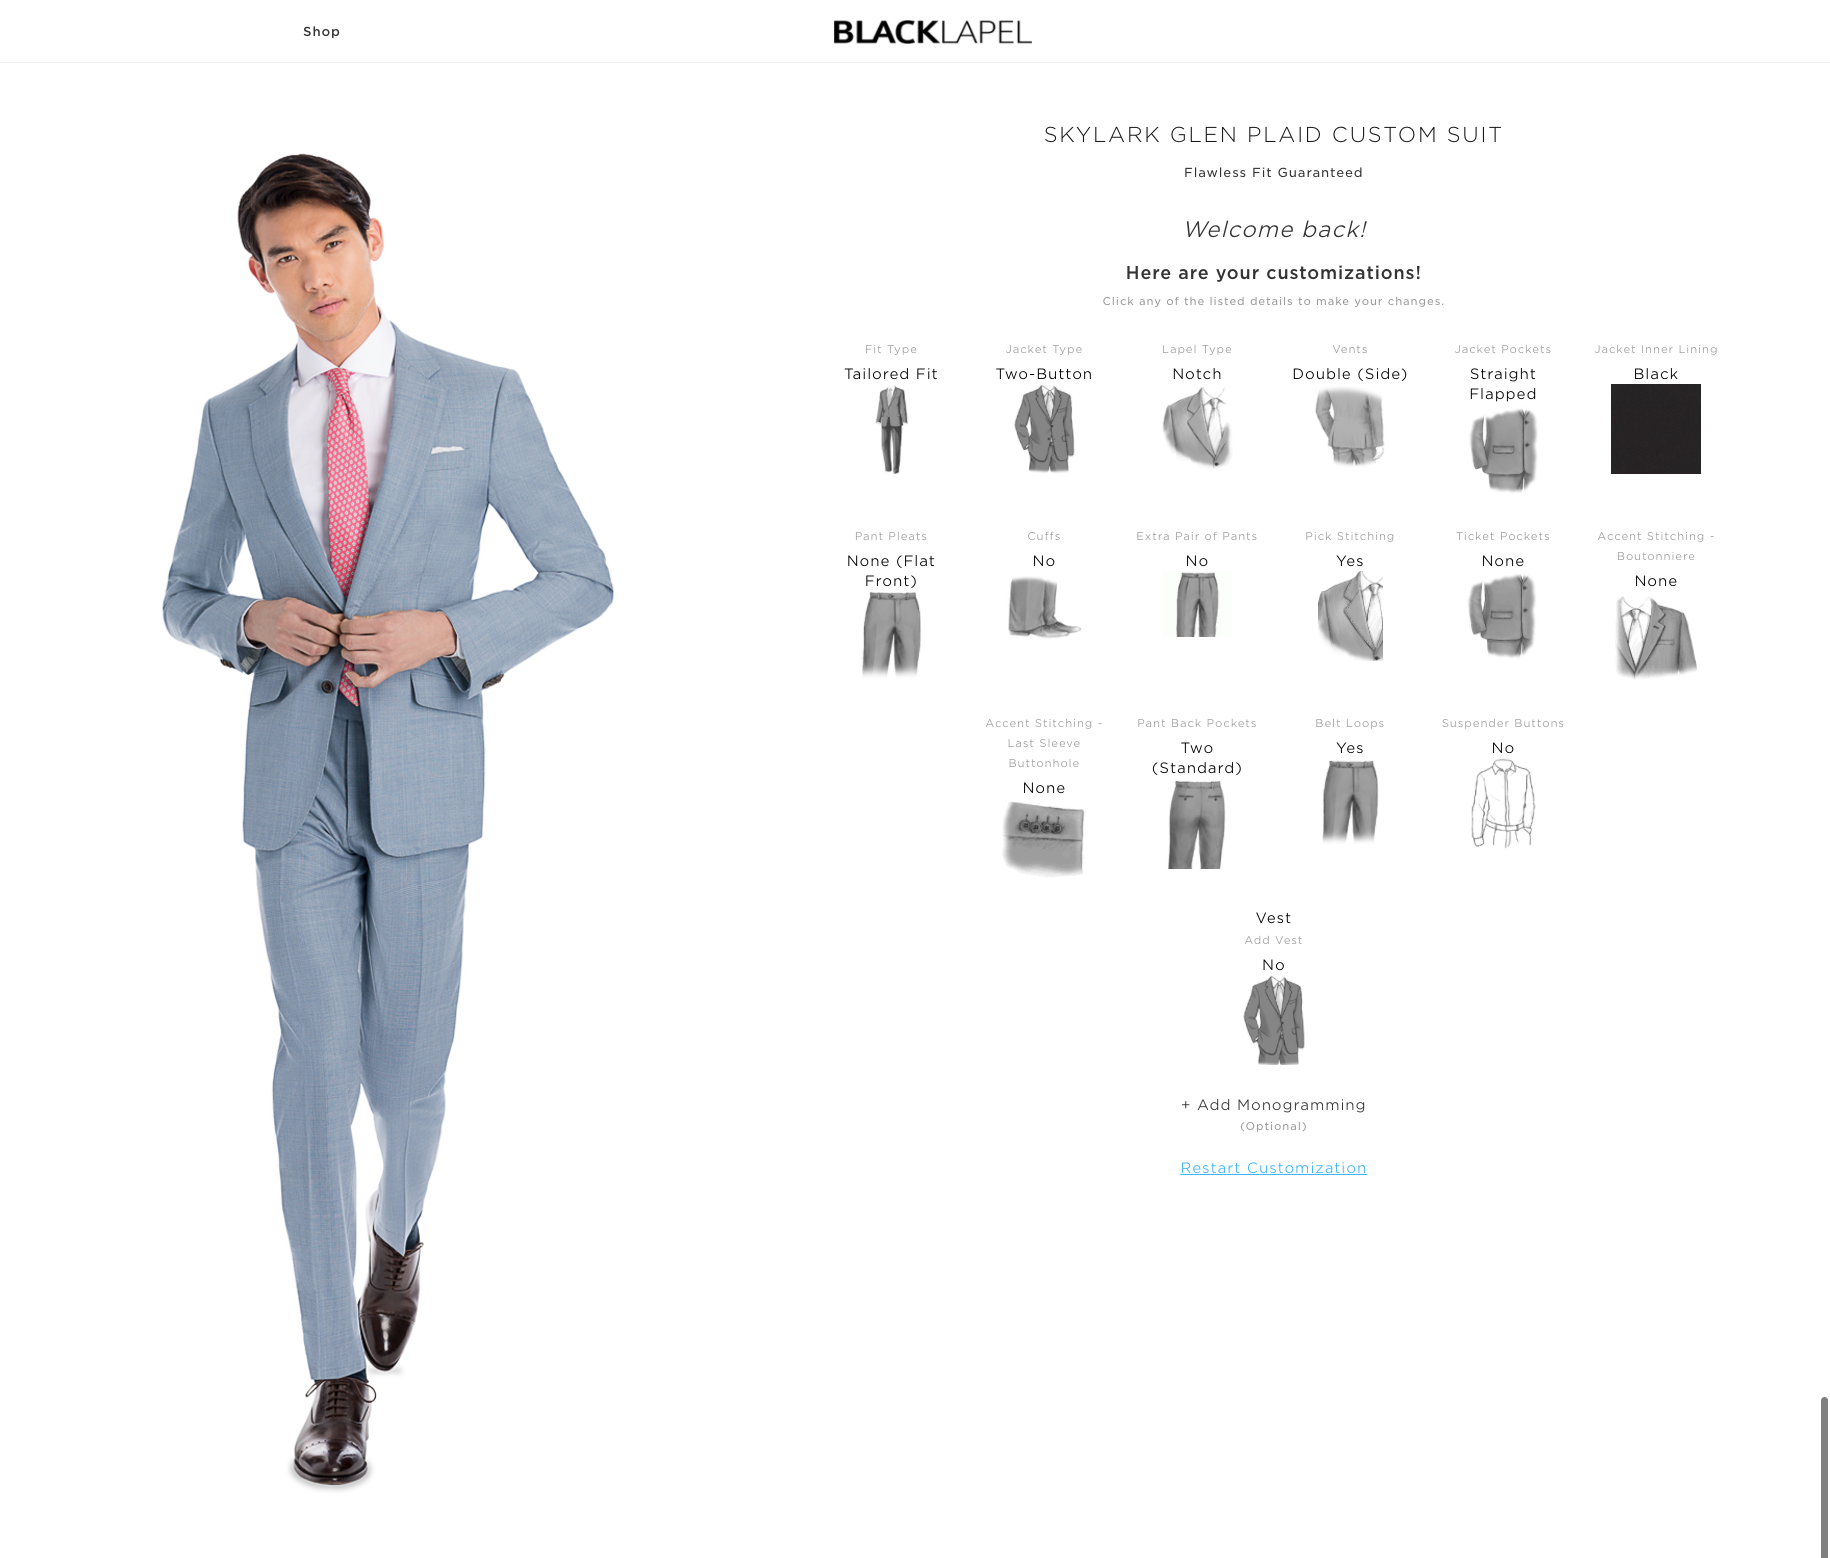 Shop
BLACKLAPEL
SKYLARK GLEN PLAID CUSTOM SUIT
Flawless Fit Guaranteed
Welcome back!
Here are your customizations!
Click any of the listed details to make your changes.
Fit Type
Tailored Fit
Jacket Type
Two-Button
Lapel Type
Notch
Vents
Double (Side)
Jacket Pockets
Straight
Flapped
Jacket Inner Lining
Black
Pant Pleats
None (Flat
Front)
Cuffs
No
Extra Pair of Pants
No
Pick Stitching
Yes
Ticket Pockets
None
Accent Stitching -
Boutonniere
None
Accent Stitching -
Last Sleeve
Buttonhole
None
Pant Back Pockets
Two
(Standard)
Belt Loops
Yes
Suspender Buttons
No
Vest
Add Vest
No
+ Add Monogramming
(Optional)
Restart Customization